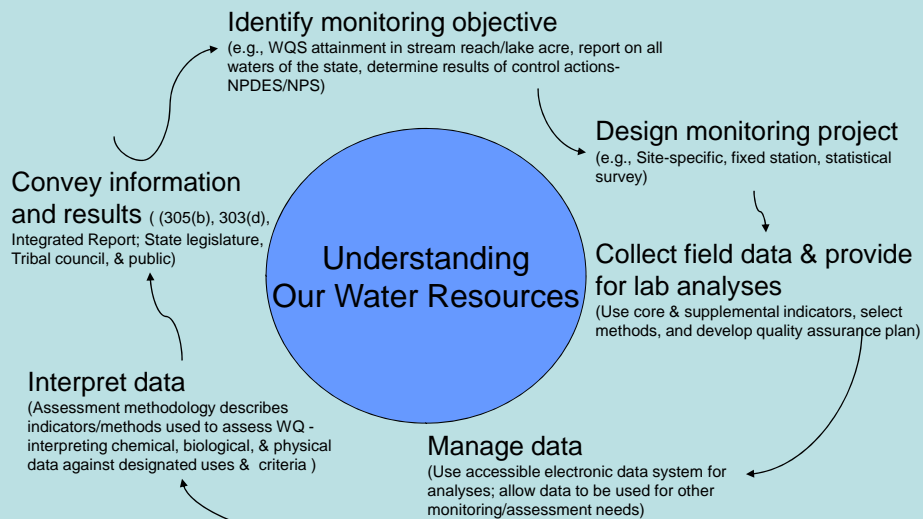 Identify monitoring objective
(e.g., WQS attainment in stream reach/lake acre, report on all
waters of the state, determine results of control actions-
NPDES/NPS)
Design monitoring project
(e.g., Site-specific, fixed station, statistical
survey)
Collect field data & provide
for lab analyses
(Use core & supplemental indicators, select
methods, and develop quality assurance plan)
Manage data
(Use accessible electronic data system for
analyses; allow data to be used for other
monitoring/assessment needs)
Interpret data
(Assessment methodology describes
indicators/methods used to assess WQ -
interpreting chemical, biological, & physical
data against designated uses & criteria )
Convey information
and results ( (305(b), 303(d),
Integrated Report; State legislature,
Tribal council, & public)
Understanding
Our Water Resources